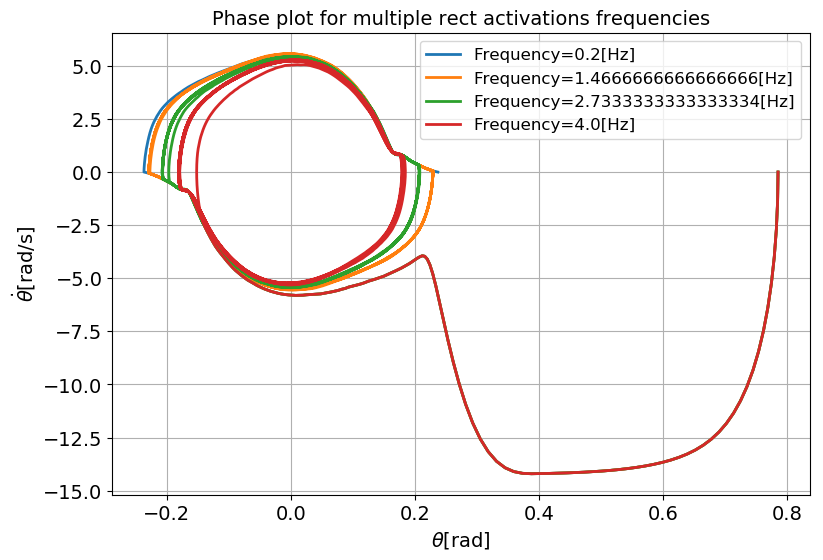 Phase plot for multiple rect activations frequencies
Frequency=0.2[Hz]
Frequency=1.4666666666666666[Hz]
Frequency=2.7333333333333334[Hz]
Frequency=4.0[Hz]
5.0
2.5
0.0
−2.5
−5.0
−7.5
−10.0
−12.5
−15.0
θ̇[rad/s]
−0.2 0.0 0.2 0.4 0.6 0.8
θ[rad]